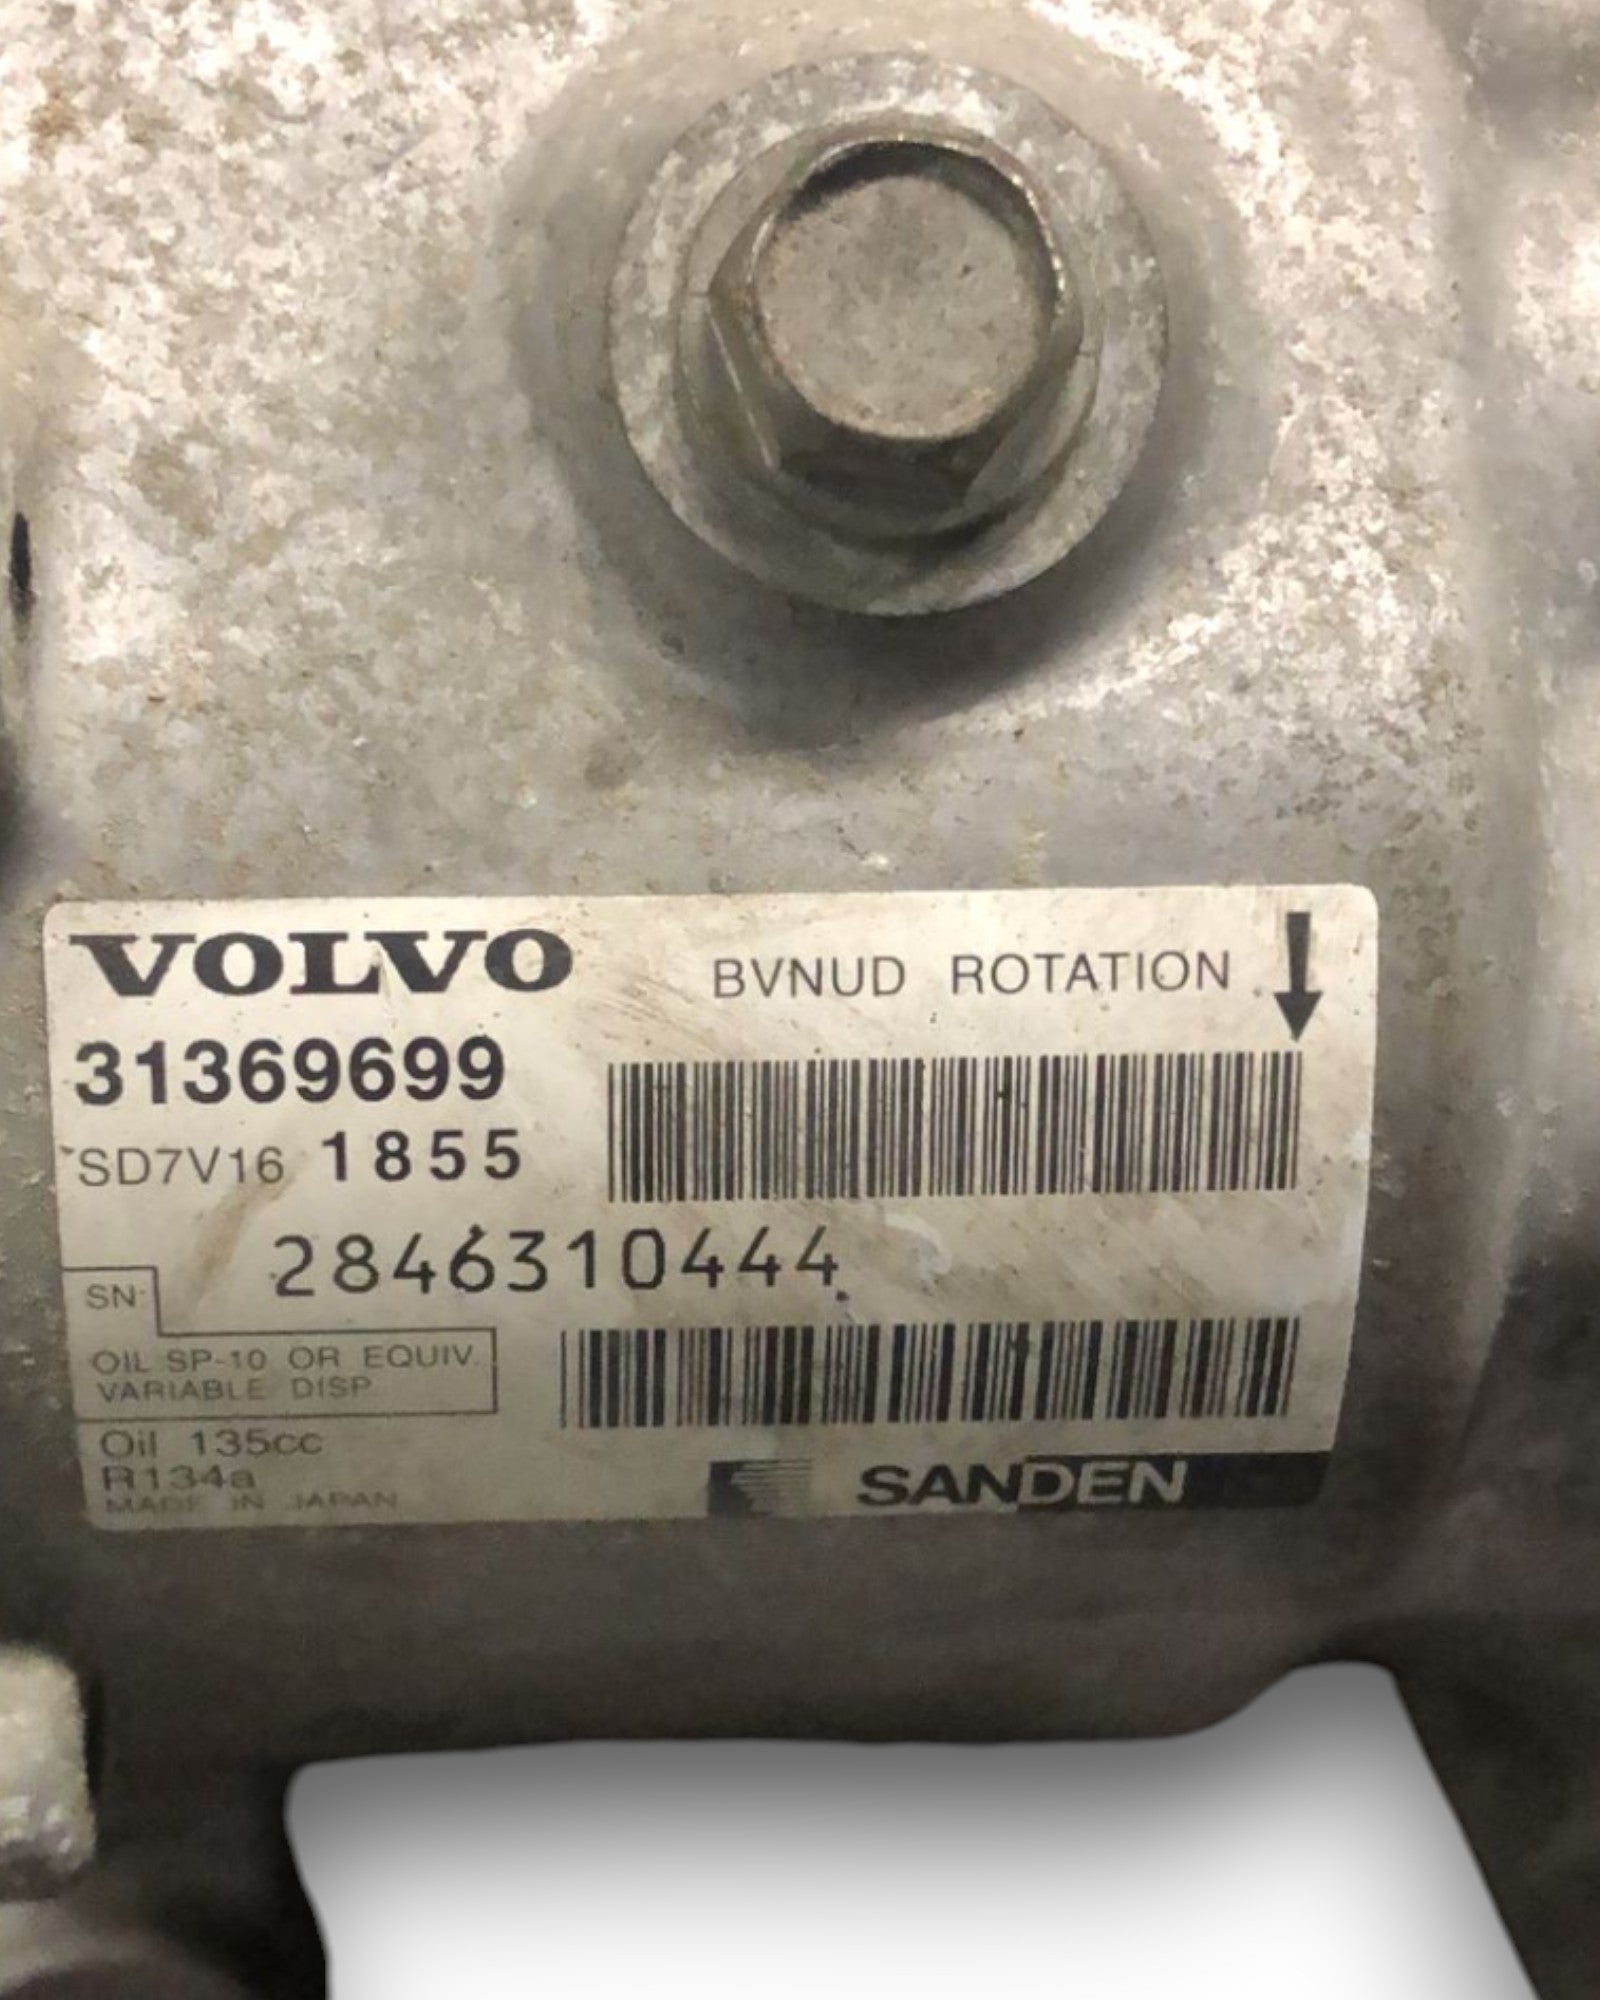 VOLVO BVNUD ROTATION
31369699
SD7V16 1855
2846310444
SN:
OIL SP-10 OR EQUIV.
VARIABLE DISP
Oil 135cc
R134a
MADE IN JAPAN
SANDEN